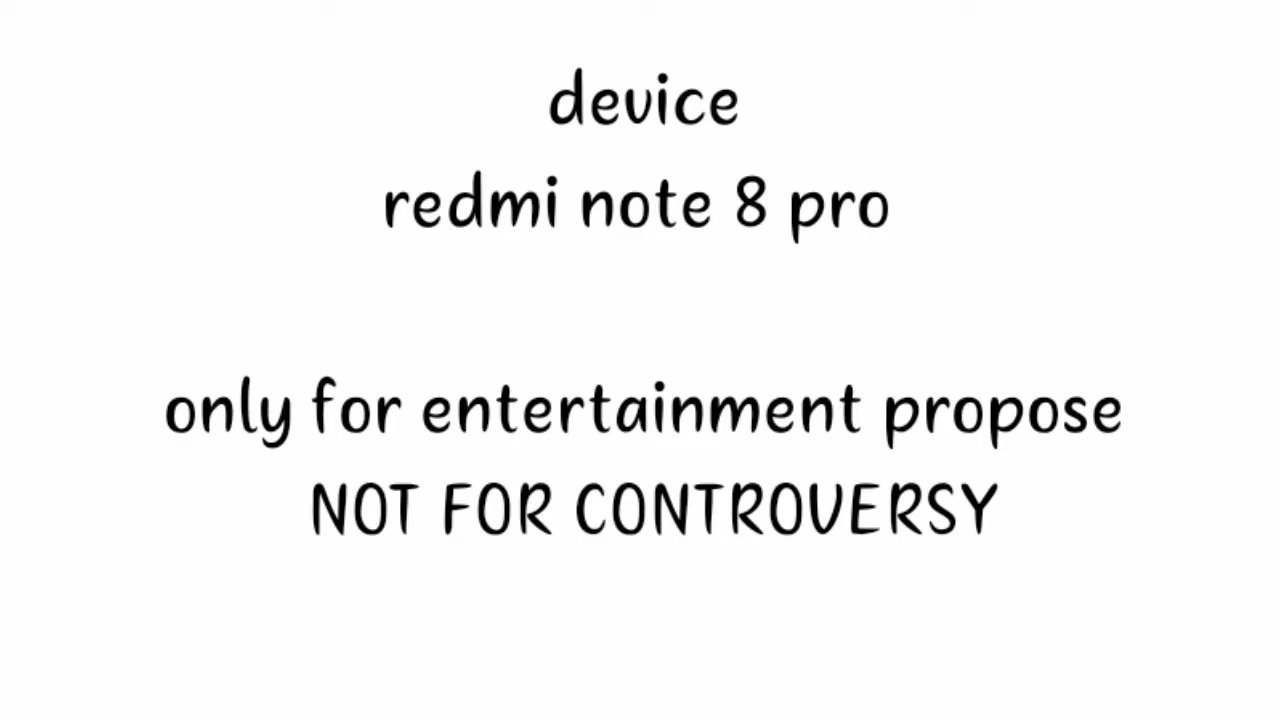 device
redmi note 8 pro
only for entertainment propose
NOT FOR CONTROVERSY